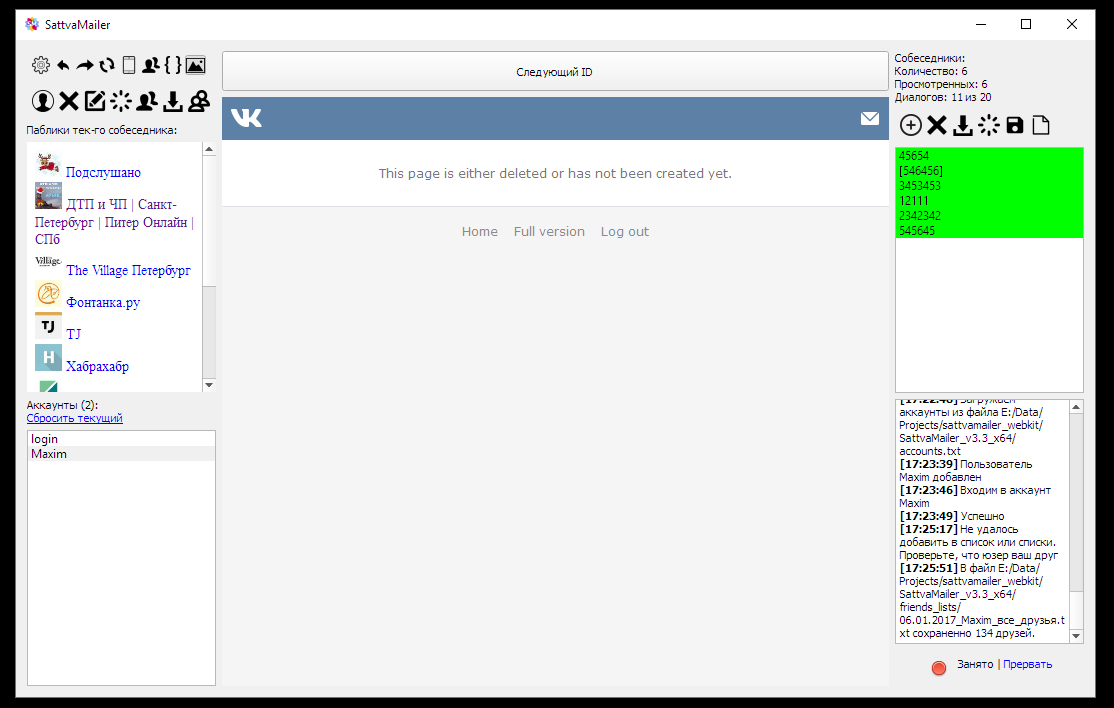 SattvaMailer
Паблики тек-го собеседника:
Подслушано
ДТП и ЧП | Санкт-
Петербург | Питер Онлайн |
СПб
Village
The Village Петербург
Фонтанка.ру
TJ
TJ
H
Хабрахабр
Аккаунты (2):
Сбросить текущий
login
Maxim
Следующий ID
This page is either deleted or has not been created yet.
Home Full version Log out
Собеседники:
Количество: 6
Просмотренных: 6
Диалогов: 11 из 20
45654
[546456]
3453453
12111
2342342
545645
[17:22:46] Загружаем
аккаунты из файла E:/Data/
Projects/sattvamailer_webkit/
SattvaMailer_v3.3_x64/
accounts.txt
[17:23:39] Пользователь
Maxim добавлен
[17:23:46] Входим в аккаунт
Maxim
[17:23:49] Успешно
[17:25:17] Не удалось
добавить в список или списки.
Проверьте, что юзер ваш друг
[17:25:51] В файл E:/Data/
Projects/sattvamailer_webkit/
SattvaMailer_v3.3_x64/
friends_lists/
06.01.2017_Maxim_все_друзья.t
xt сохраненно 134 друзей.
Занято | Прервать